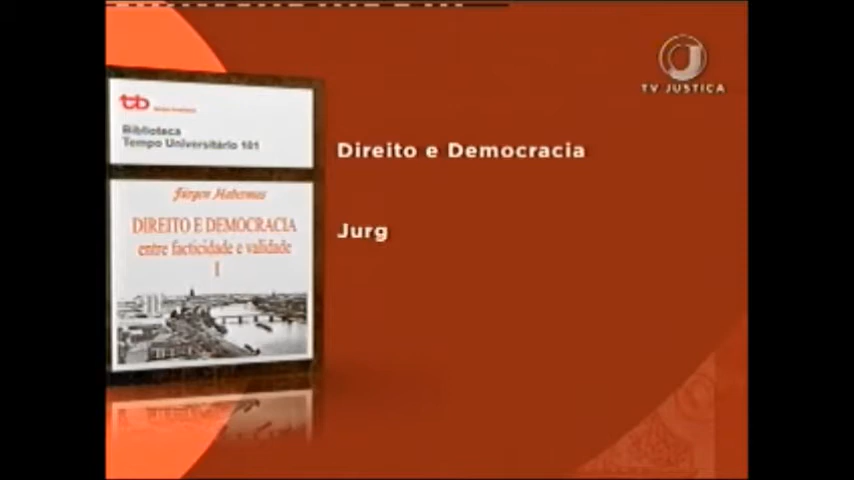 TV JUSTIÇA
tb
Biblioteca
Tempo Universitário 101
Jürgen Habermas
DIREITO E DEMOCRACIA
entre facticidade e validade
I
Direito e Democracia
Jurg